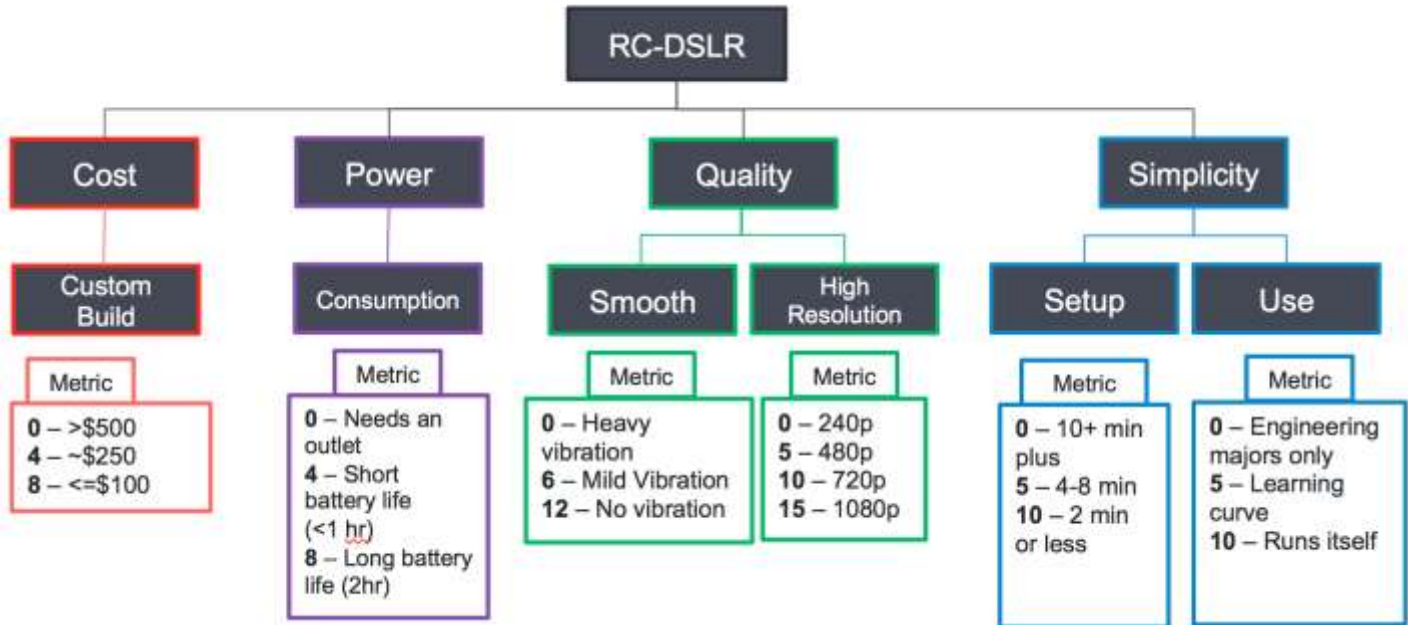 RC-DSLR
Cost
Power
Quality
Simplicity
Custom
Build
Consumption
Smooth
High
Resolution
Setup
Use
Metric
0 – >$500
4 – ~$250
8 – <=$100
Metric
0 – Needs an
outlet
4 – Short
battery life
(<1 hr)
8 – Long battery
life (2hr)
Metric
0 – Heavy
vibration
6 – Mild Vibration
12 – No vibration
Metric
0 – 240p
5 – 480p
10 – 720p
15 – 1080p
Metric
0 – 10+ min
plus
5 – 4-8 min
10 – 2 min
or less
Metric
0 – Engineering
majors only
5 – Learning
curve
10 – Runs itself